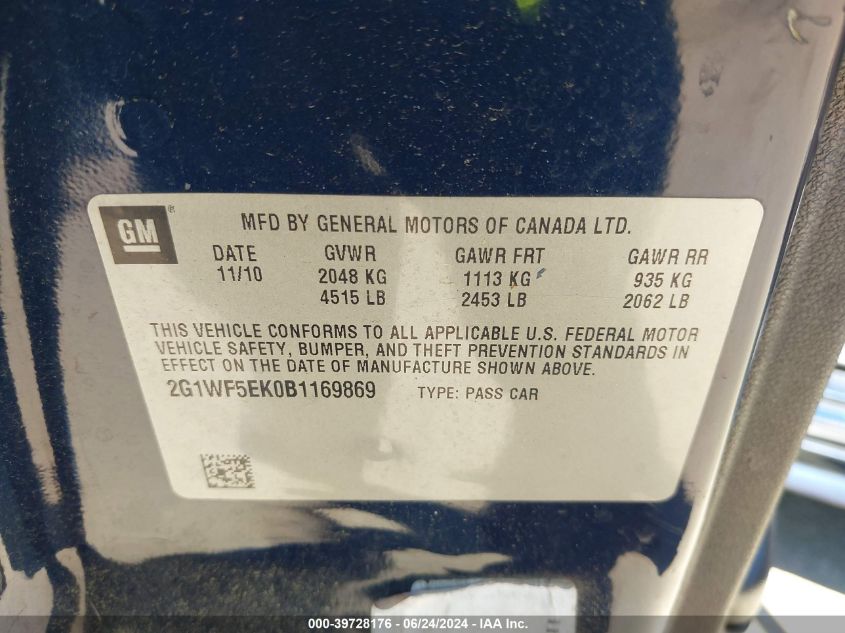 GM ®
MFD BY GENERAL MOTORS OF CANADA LTD.
DATE GVWR GAWR FRT GAWR RR
11/10 2048 KG 1113 KG 935 KG
4515 LB 2453 LB 2062 LB
THIS VEHICLE CONFORMS TO ALL APPLICABLE U.S. FEDERAL MOTOR
VEHICLE SAFETY, BUMPER, AND THEFT PREVENTION STANDARDS IN
EFFECT ON THE DATE OF MANUFACTURE SHOWN ABOVE.
2G1WF5EK0B1169869 TYPE: PASS CAR
000-39728176 - 06/24/2024 - IAA Inc.